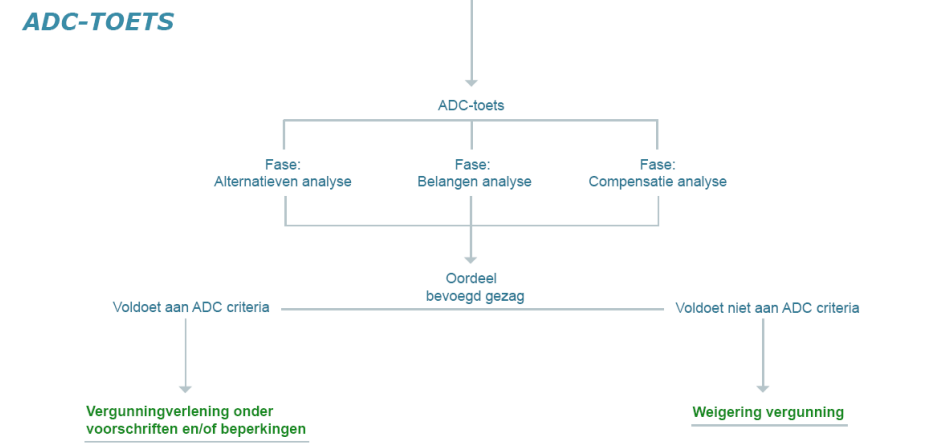 ADC-TOETS
ADC-toets
Fase:
Alternatieven analyse
Fase:
Belangen analyse
Fase:
Compensatie analyse
Oordeel
bevoegd gezag
Voldoet aan ADC criteria
Voldoet niet aan ADC criteria
Vergunningverlening onder
voorschriften en/of beperkingen
Weigering vergunning